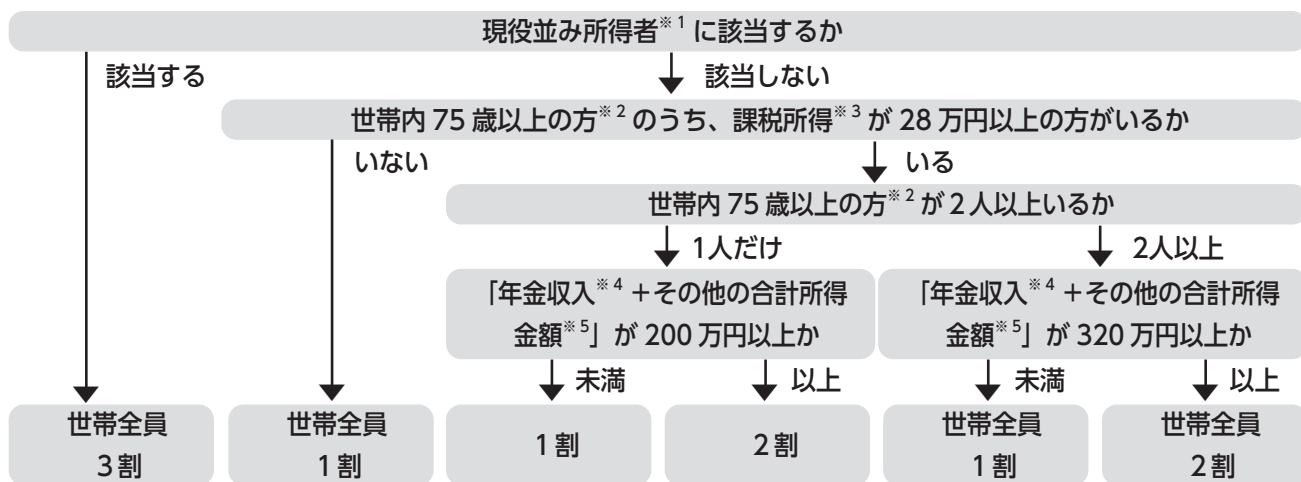 現役並み所得者※1に該当するか
該当する
該当しない
世帯内75歳以上の方※2のうち、課税所得※3が28万円以上の方がいるか
いない
いる
世帯内75歳以上の方※2が2人以上いるか
1人だけ
2人以上
「年金収入※4＋その他の合計所得
金額※5」が200万円以上か
「年金収入※4＋その他の合計所得
金額※5」が320万円以上か
未満
以上
未満
以上
世帯全員
3割
世帯全員
1割
1割
2割
世帯全員
1割
世帯全員
2割